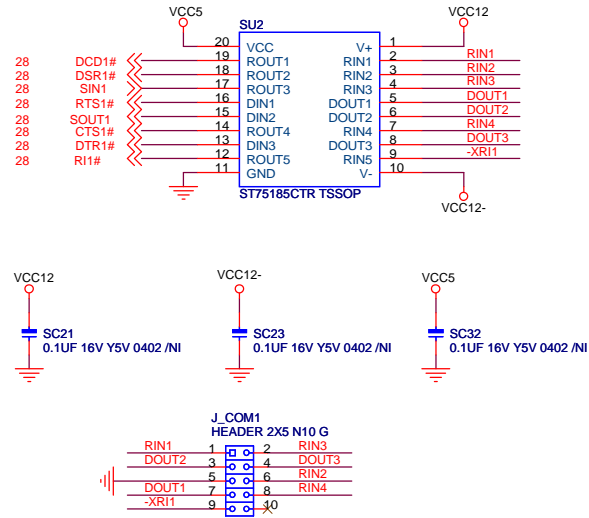 VCC5 VCC12
SU2
20 VCC V+ 1
28 DCD1# 19 ROUT1 RIN1 2 RIN1
28 DSR1# 18 ROUT2 RIN2 3 RIN2
28 SIN1 17 ROUT3 RIN3 4 RIN3
28 RTS1# 16 DIN1 DOUT1 5 DOUT1
28 SOUT1 15 DIN2 DOUT2 6 DOUT2
28 CTS1# 14 ROUT4 RIN4 7 RIN4
28 DTR1# 13 DIN3 DOUT3 8 DOUT3
28 RI1# 12 ROUT5 RIN5 9 -XRI1
11 GND V- 10
ST75185CTR TSSOP
VCC12-
VCC12 VCC12- VCC5
SC21 SC23 SC32
0.1UF 16V Y5V 0402 /NI 0.1UF 16V Y5V 0402 /NI 0.1UF 16V Y5V 0402 /NI
J_COM1
HEADER 2X5 N10 G
RIN1 1 2 RIN3
DOUT2 3 4 DOUT3
5 6 RIN2
DOUT1 7 8 RIN4
-XRI1 9 10